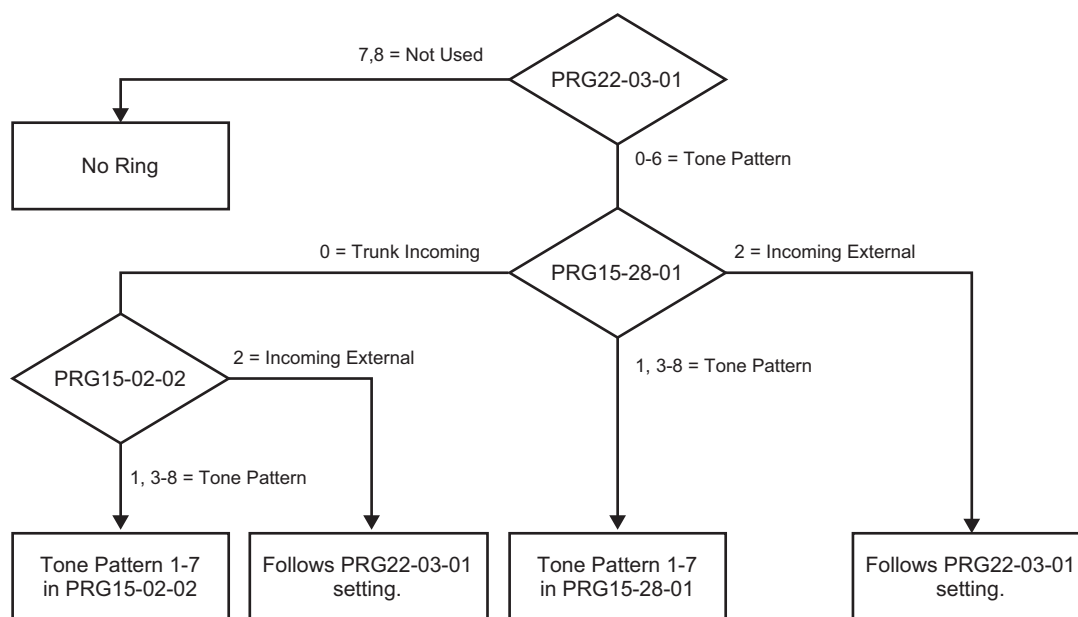 7,8 = Not Used
PRG22-03-01
No Ring
0-6 = Tone Pattern
0 = Trunk Incoming
PRG15-28-01
2 = Incoming External
PRG15-02-02
2 = Incoming External
1, 3-8 = Tone Pattern
1, 3-8 = Tone Pattern
Tone Pattern 1-7
in PRG15-02-02
Follows PRG22-03-01
setting.
Tone Pattern 1-7
in PRG15-28-01
Follows PRG22-03-01
setting.